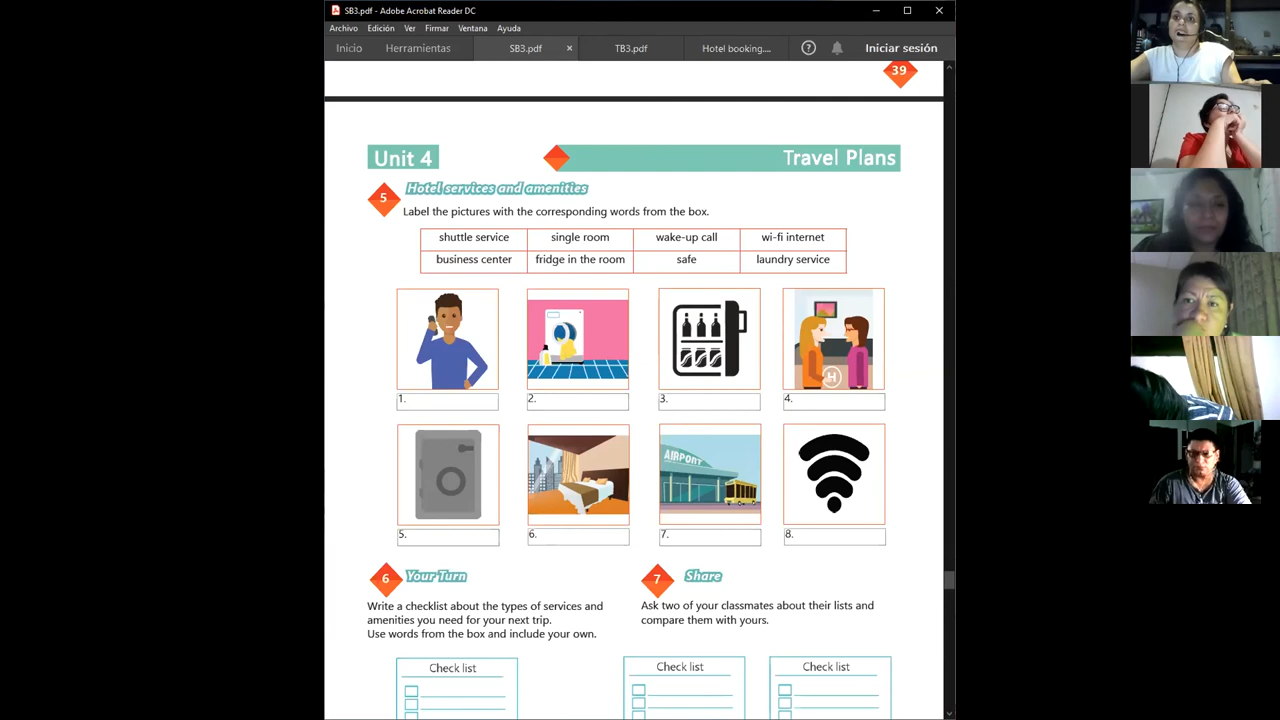 SB3.pdf - Adobe Acrobat Reader DC
Archivo Edición Ver Firmar Ventana Ayuda
Inicio Herramientas SB3.pdf × TB3.pdf Hotel booking.... ? Iniciar sesión
39
Unit 4 Travel Plans
5 Hotel services and amenities
Label the pictures with the corresponding words from the box.
shuttle service single room wake-up call wi-fi internet
business center fridge in the room safe laundry service
H
1. 2. 3. 4.
AIRPORT
5. 6. 7. 8.
6 Your Turn 7 Share
Write a checklist about the types of services and
amenities you need for your next trip.
Use words from the box and include your own.
Ask two of your classmates about their lists and
compare them with yours.
Check list Check list Check list